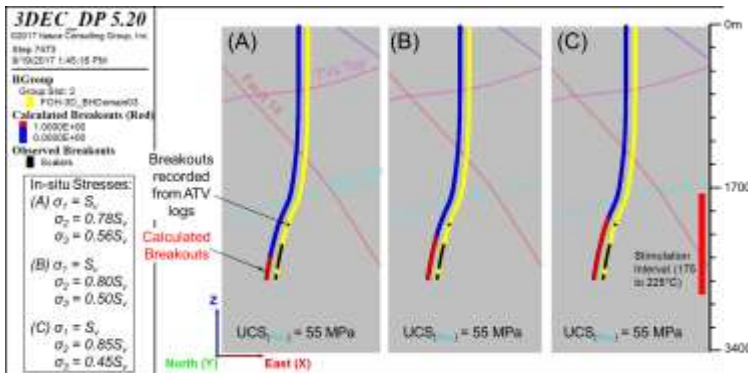 3DEC_DP 5.20
©2017 Itasca Consulting Group, Inc.
Step 7473
9/19/2017 1:45:15 PM
BGroup
Group Slot: 2
Calculated Breakouts (Red)
1.0000E+00
0.0000E+00
Observed Breakouts
Scalers
In-situ Stresses:
(A) σ1 = Sv
σ2 = 0.78Sv
σ3 = 0.56Sv
(B) σ1 = Sv
σ2 = 0.80Sv
σ3 = 0.50Sv
(C) σ1 = Sv
σ2 = 0.85Sv
σ3 = 0.45Sv
(A)
(B)
(C)
Breakouts
recorded
from ATV
logs
Calculated
Breakouts
Z
North (Y)
East (X)
UCS = 55 MPa
UCS = 55 MPa
UCS = 55 MPa
Stimulation
Interval (175
to 225°C)
0m
1700
3400